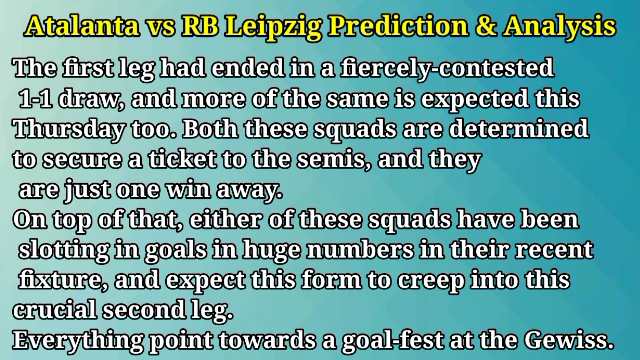 Atalanta vs RB Leipzig Prediction & Analysis
The first leg had ended in a fiercely-contested
1-1 draw, and more of the same is expected this
Thursday too. Both these squads are determined
to secure a ticket to the semis, and they
are just one win away.
On top of that, either of these squads have been
slotting in goals in huge numbers in their recent
fixture, and expect this form to creep into this
crucial second leg.
Everything point towards a goal-fest at the Gewiss.